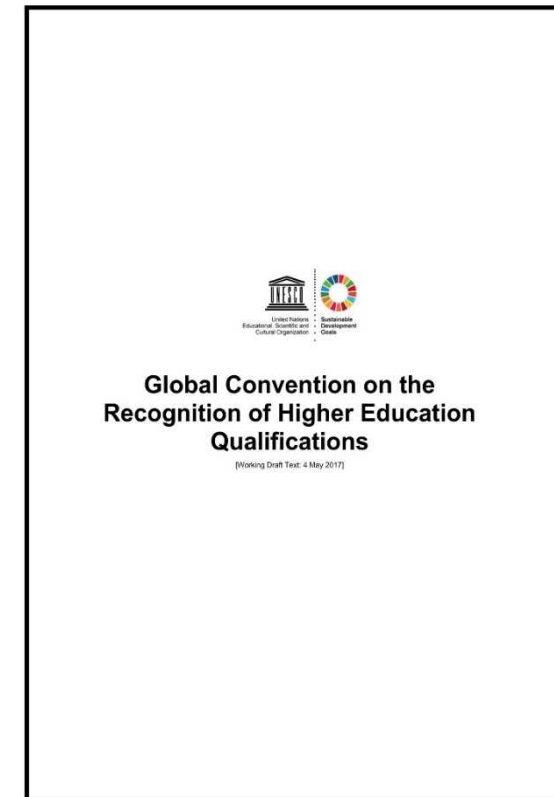 UNESCO
United Nations
Educational, Scientific and
Cultural Organization
Sustainable
Development
Goals
Global Convention on the
Recognition of Higher Education
Qualifications
[Working Draft Text: 4 May 2017]